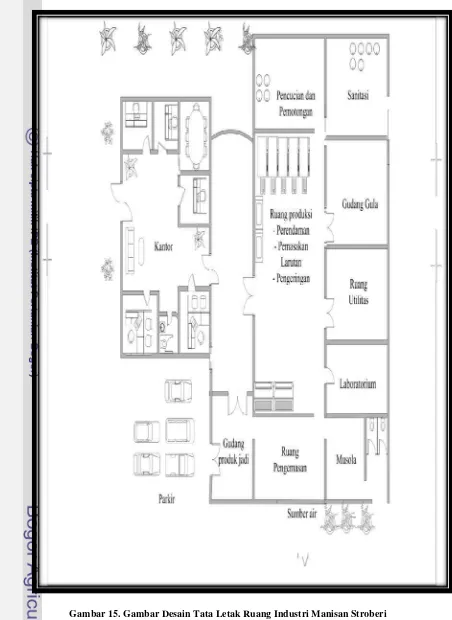 Pencucian dan
Pemotongan
Sanitasi
Gudang Gula
Ruang produksi
- Perendaman
- Pemasukan
Larutan
- Pengeringan
Kantor
Ruang
Utilitas
Laboratorium
Gudang
produk jadi
Ruang
Pengemasan
Musola
Parkir
Sumber air
Gambar 15. Gambar Desain Tata Letak Ruang Industri Manisan Stroberi
Bogor Agricu